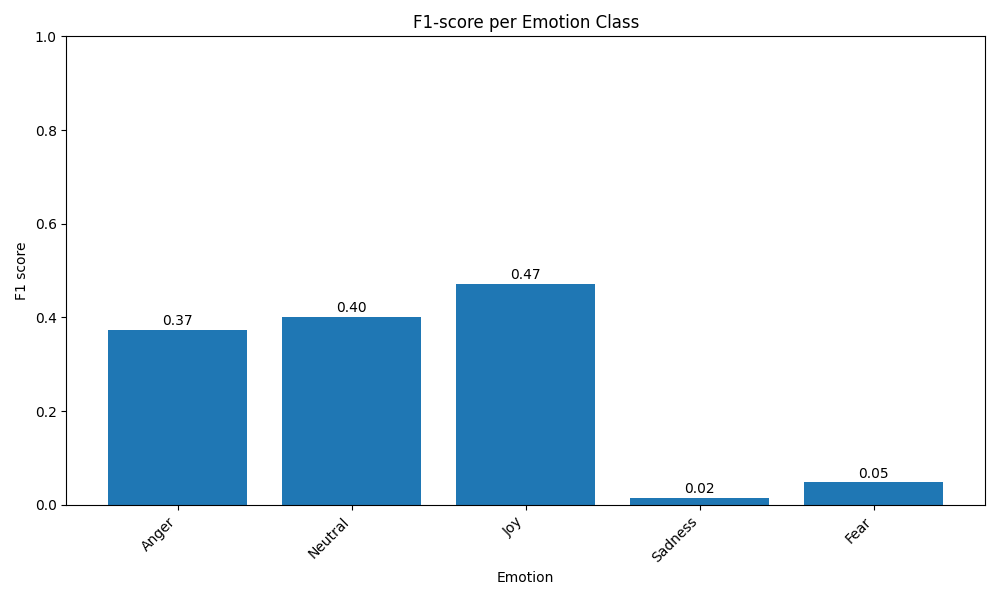 F1-score per Emotion Class
1.0
0.8
0.6
0.4
0.2
0.0
F1 score
0.37
0.40
0.47
0.02
0.05
Anger
Neutral
Joy
Sadness
Fear
Emotion